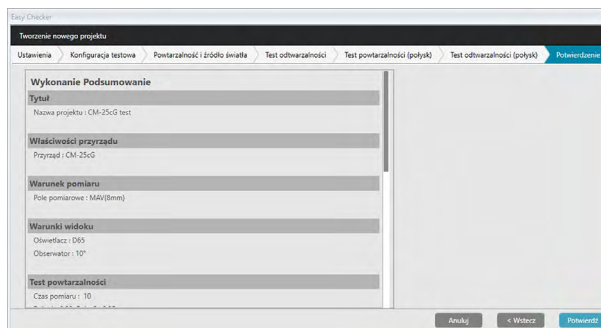 Easy Checker
Tworzenie nowego projektu
Ustawienia Konfiguracja testowa Powtarzalność i źródło światła Test odtwarzalności Test powtarzalności (połysk) Test odtwarzalności (połysk) Potwierdzenie
Wykonanie Podsumowanie
Tytuł
Nazwa projektu : CM-25cG test
Właściwości przyrządu
Przyrząd : CM-25cG
Warunek pomiaru
Pole pomiarowe : MAV(8mm)
Warunki widoku
Oświetlacz : D65
Obserwator : 10°
Test powtarzalności
Czas pomiaru : 10
Anuluj < Wstecz Potwierdź